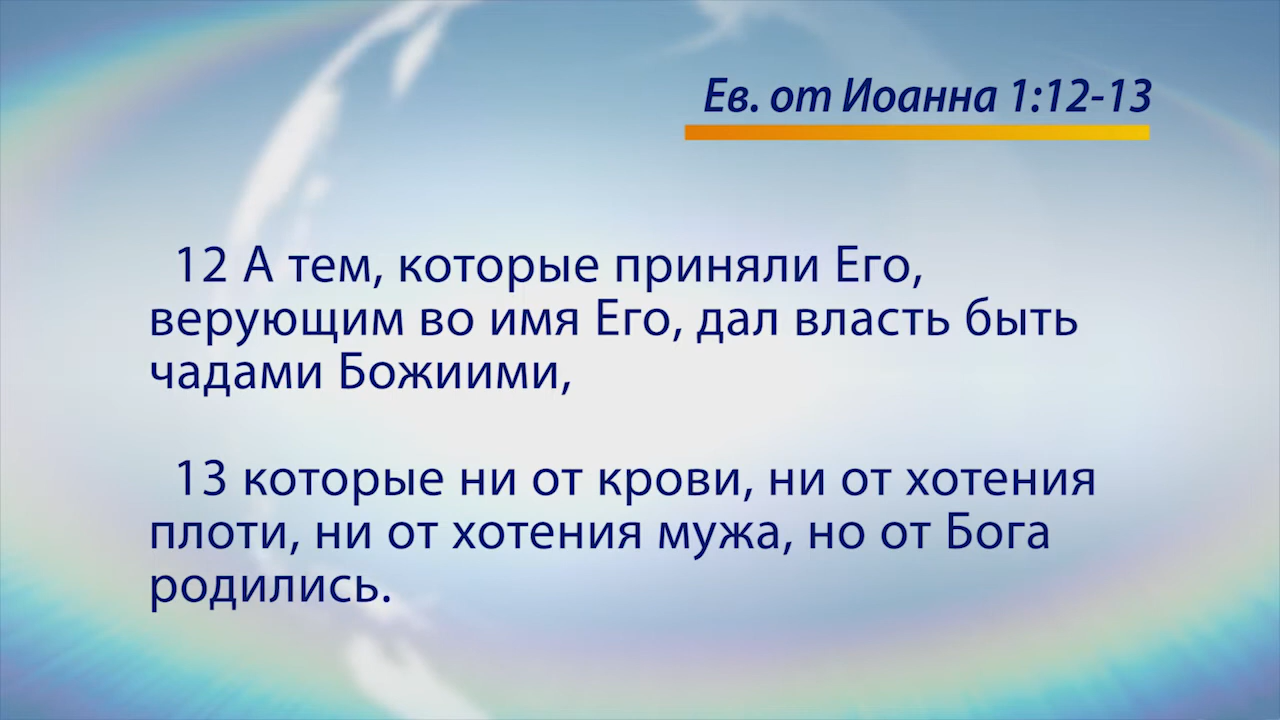 Ев. от Иоанна 1:12-13
12 А тем, которые приняли Его,
верующим во имя Его, дал власть быть
чадами Божиими,
13 которые ни от крови, ни от хотения
плоти, ни от хотения мужа, но от Бога
родились.